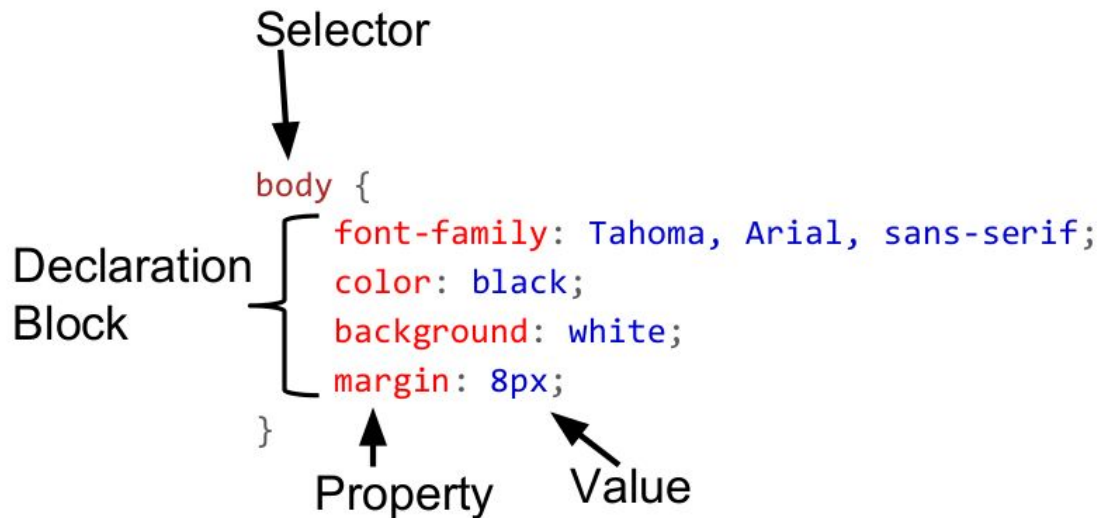 Selector
body {
font-family: Tahoma, Arial, sans-serif;
Declaration
Block
color: black;
background: white;
margin: 8px;
}
Property
Value